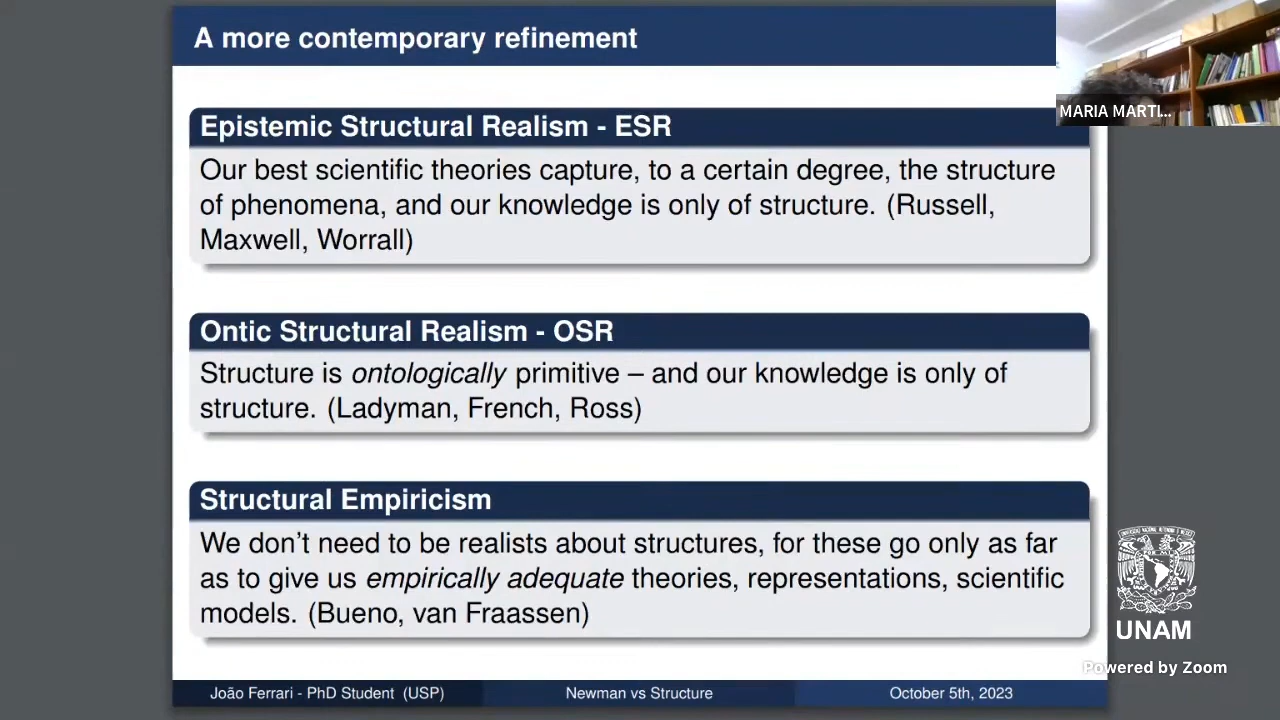 A more contemporary refinement
MARIA MARTI...
Epistemic Structural Realism - ESR
Our best scientific theories capture, to a certain degree, the structure
of phenomena, and our knowledge is only of structure. (Russell,
Maxwell, Worrall)
Ontic Structural Realism - OSR
Structure is ontologically primitive – and our knowledge is only of
structure. (Ladyman, French, Ross)
Structural Empiricism
We don't need to be realists about structures, for these go only as far
as to give us empirically adequate theories, representations, scientific
models. (Bueno, van Fraassen)
UNAM
Powered by Zoom
João Ferrari - PhD Student (USP)
Newman vs Structure
October 5th, 2023